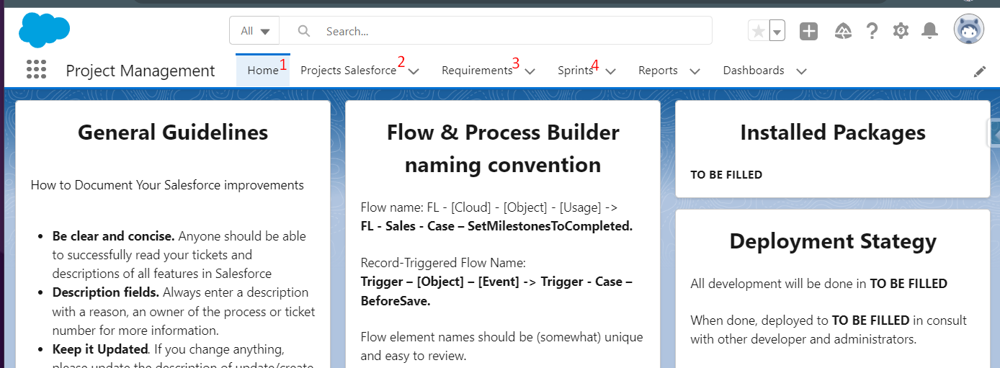 All
Search...
Project Management
Home 1
Projects Salesforce 2
Requirements 3
Sprints 4
Reports
Dashboards
General Guidelines
How to Document Your Salesforce improvements
• Be clear and concise. Anyone should be able
to successfully read your tickets and
descriptions of all features in Salesforce
• Description fields. Always enter a description
with a reason, an owner of the process or ticket
number for more information.
• Keep it Updated. If you change anything,
please update the description of update/create
Flow & Process Builder
naming convention
Flow name: FL - [Cloud] - [Object] - [Usage] ->
FL - Sales - Case – SetMilestonesToCompleted.
Record-Triggered Flow Name:
Trigger – [Object] – [Event] -> Trigger - Case –
BeforeSave.
Flow element names should be (somewhat) unique
and easy to review.
Installed Packages
TO BE FILLED
Deployment Stategy
All development will be done in TO BE FILLED
When done, deployed to TO BE FILLED in consult
with other developer and administrators.